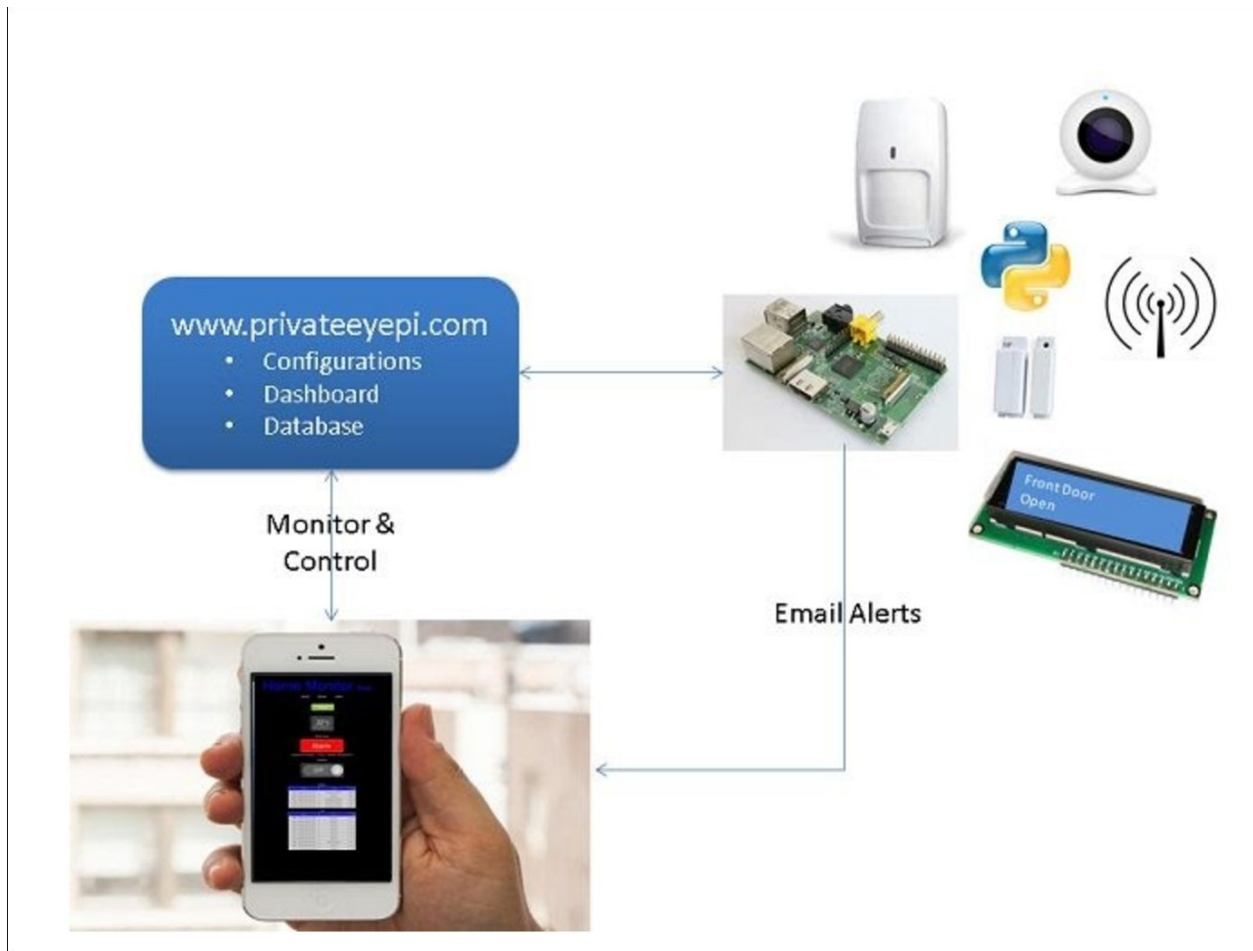 www.privateeyepi.com
• Configurations
• Dashboard
• Database
Front Door
Open
Monitor &
Control
Email Alerts
Home Monitor
Alarm